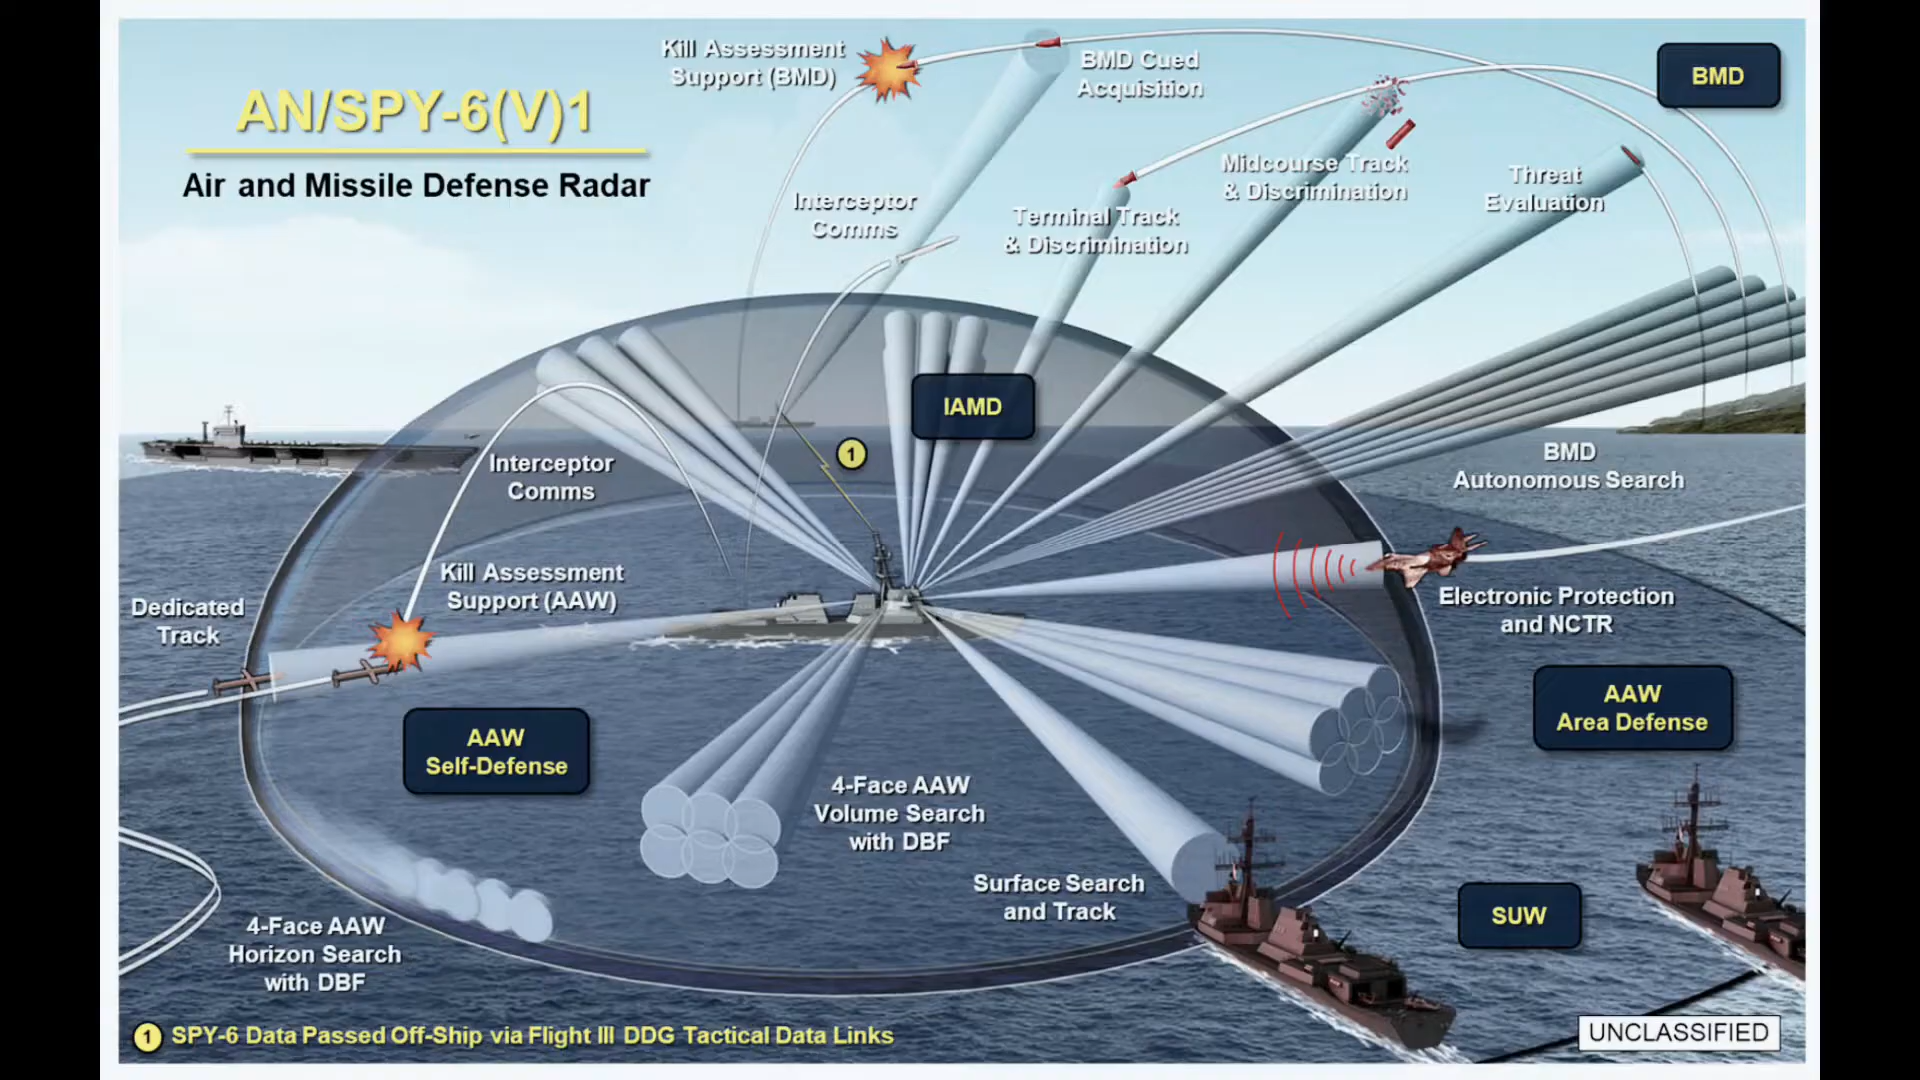 AN/SPY-6(V)1
Air and Missile Defense Radar
Kill Assessment
Support (BMD)
BMD Cued
Acquisition
BMD
Midcourse Track
& Discrimination
Threat
Evaluation
Interceptor
Comms
Terminal Track
& Discrimination
IAMD
1
BMD
Autonomous Search
Interceptor
Comms
Kill Assessment
Support (AAW)
Dedicated
Track
Electronic Protection
and NCTR
AAW
Area Defense
AAW
Self-Defense
4-Face AAW
Volume Search
with DBF
Surface Search
and Track
SUW
4-Face AAW
Horizon Search
with DBF
1 SPY-6 Data Passed Off-Ship via Flight III DDG Tactical Data Links
UNCLASSIFIED